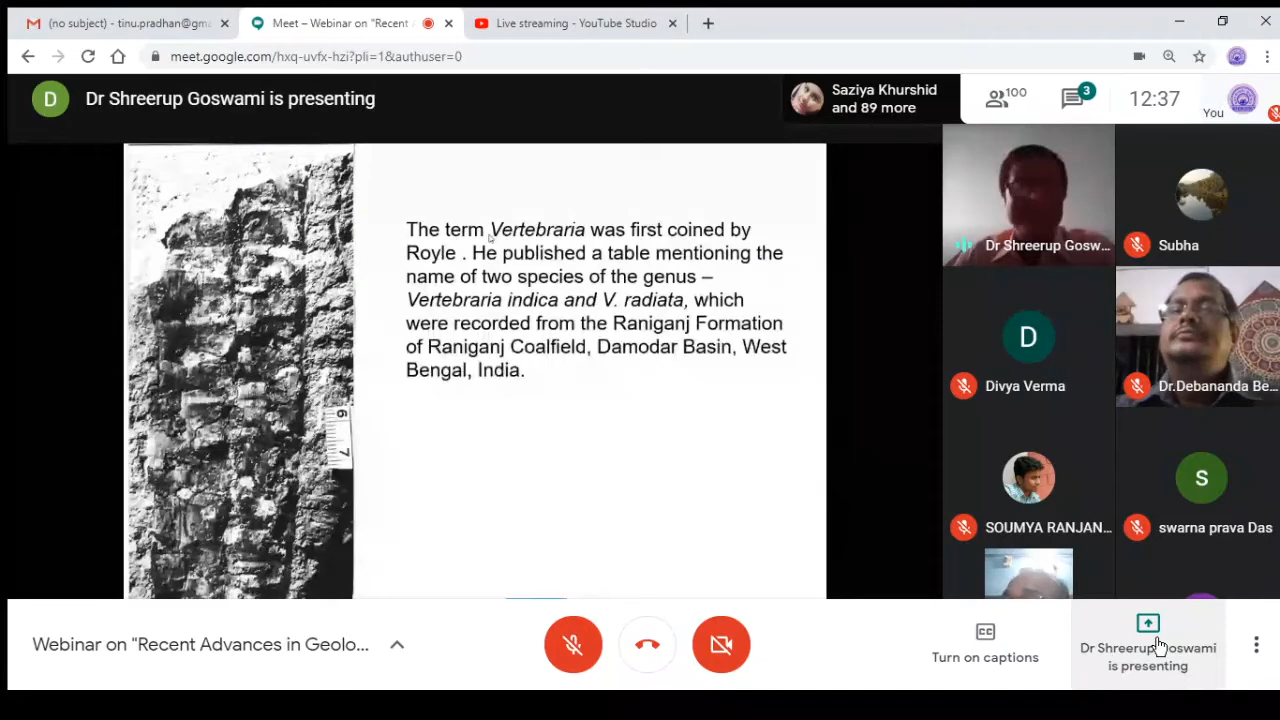 (no subject) - tinu.pradhan@gma
Meet – Webinar on "Recent A
Live streaming - YouTube Studio
meet.google.com/hxq-uvfx-hzi?pli=1&authuser=0
D
Dr Shreerup Goswami is presenting
Saziya Khurshid
and 89 more
100
3
12:37
You
The term Vertebraria was first coined by
Royle . He published a table mentioning the
name of two species of the genus –
Vertebraria indica and V. radiata, which
were recorded from the Raniganj Formation
of Raniganj Coalfield, Damodar Basin, West
Bengal, India.
6
7
Dr Shreerup Gosw...
Subha
D
Divya Verma
Dr.Debananda Be...
SOUMYA RANJAN...
S
swarna prava Das
Webinar on "Recent Advances in Geolo...
CC
Turn on captions
Dr Shreerup Goswami
is presenting